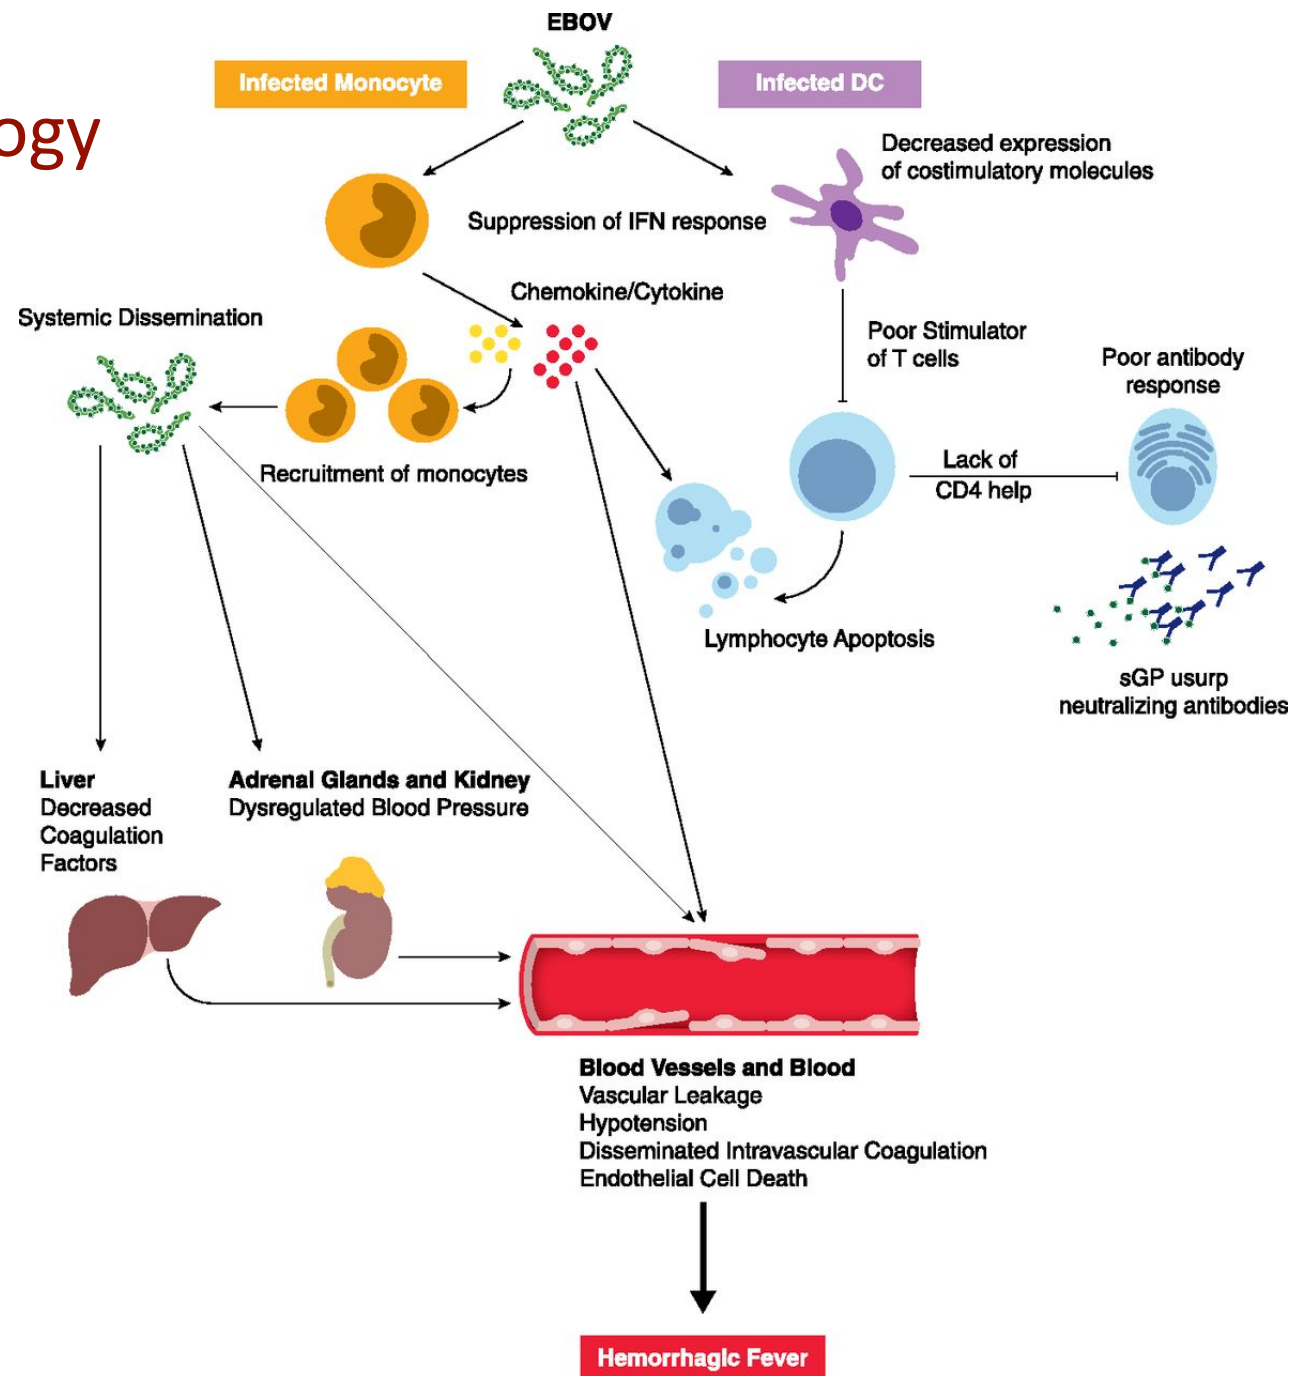 EBOV
Infected Monocyte
Infected DC
ogy
Decreased expression
of costimulatory molecules
Suppression of IFN response
Chemokine/Cytokine
Systemic Dissemination
Poor Stimulator
of T cells
Poor antibody
response
Recruitment of monocytes
Lack of
CD4 help
Lymphocyte Apoptosis
sGP usurp
neutralizing antibodies
Liver
Decreased
Coagulation
Factors
Adrenal Glands and Kidney
Dysregulated Blood Pressure
Blood Vessels and Blood
Vascular Leakage
Hypotension
Disseminated Intravascular Coagulation
Endothelial Cell Death
Hemorrhagic Fever